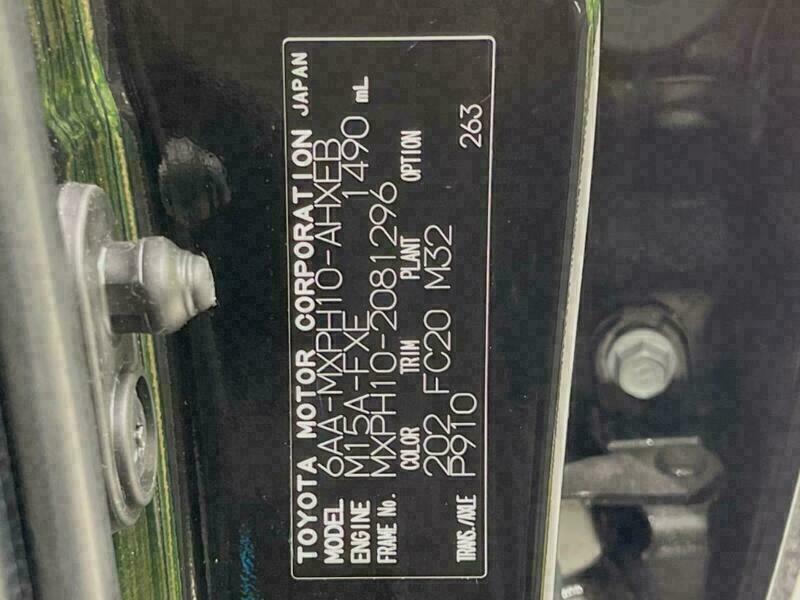 TOYOTA MOTOR CORPORATION JAPAN
MODEL 6AA-MXPH10-AHXEB
ENGINE M15A-FXE 1490 mL
FRAME No. MXPH10-2081296
COLOR TRIM PLANT OPTION
202 FC20 M32
TRANS./AXLE P910 263